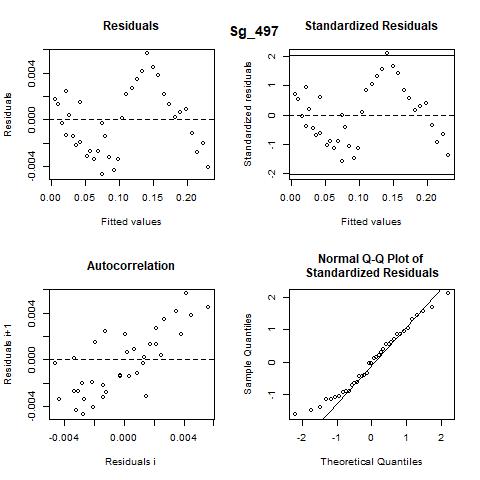 Sg_497
Residuals
Residuals
-0.004 0.000 0.004
0.00 0.05 0.10 0.15 0.20
Fitted values
Standardized Residuals
Standardized residuals
-2 -1 0 1 2
0.00 0.05 0.10 0.15 0.20
Fitted values
Autocorrelation
Residuals i+1
-0.004 0.000 0.004
-0.004 0.000 0.004
Residuals i
Normal Q-Q Plot of
Standardized Residuals
Sample Quantiles
-1 0 1 2
-2 -1 0 1 2
Theoretical Quantiles